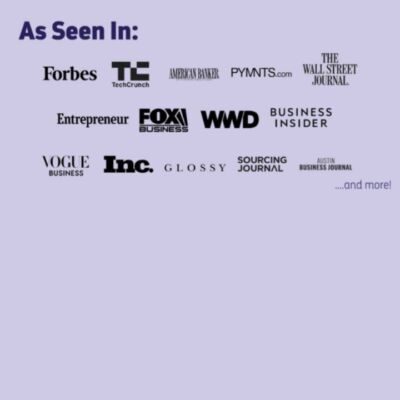 As Seen In:
Forbes TC TechCrunch AMERICAN BANKER PYMNTS.com THE WALL STREET JOURNAL.
Entrepreneur FOX BUSINESS WWD BUSINESS INSIDER
VOGUE BUSINESS Inc. GLOSSY SOURCING JOURNAL AUSTIN BUSINESS JOURNAL
....and more!